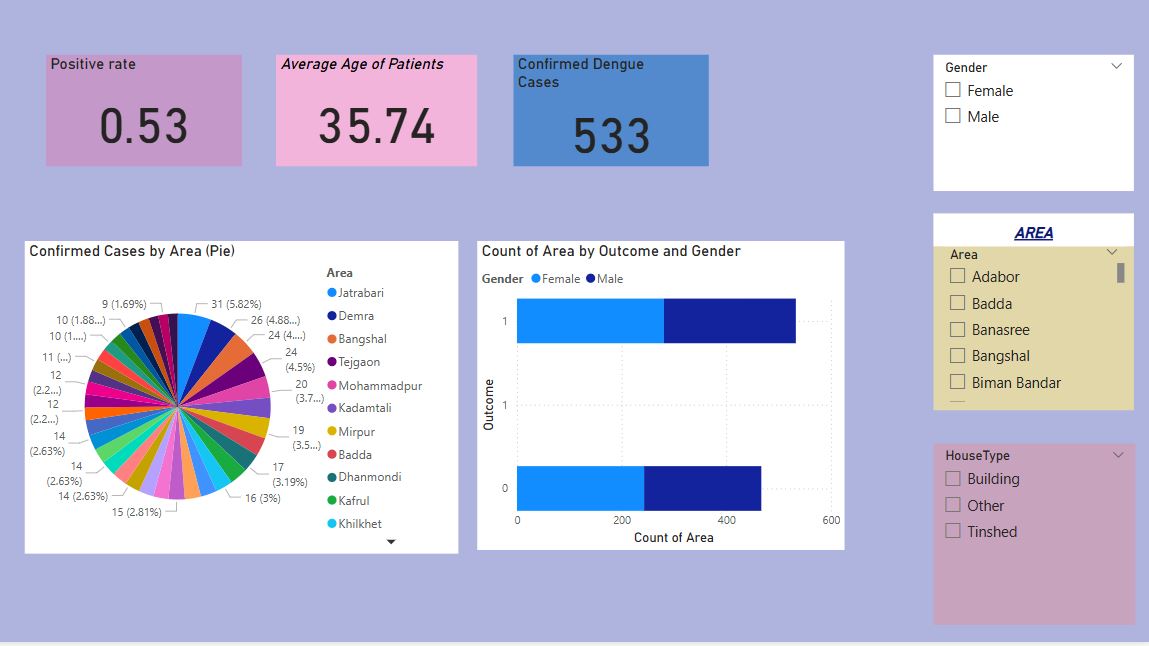 Positive rate
0.53
Average Age of Patients
35.74
Confirmed Dengue
Cases
533
Gender
Female
Male
AREA
Area
Adabor
Badda
Banasree
Bangshal
Biman Bandar
HouseType
Building
Other
Tinshed
Confirmed Cases by Area (Pie)
31 (5.82%)
26 (4.88...)
24 (4....)
24
(4.5%)
20
(3.7...)
19
(3.5...)
17
(3.19%)
16 (3%)
15 (2.81%)
14 (2.63%)
14
(2.63%)
14
(2.63%)
12
(2.2...)
12
(2.2...)
11 (...)
10 (1....)
10 (1.88...)
9 (1.69%)
Area
Jatrabari
Demra
Bangshal
Tejgaon
Mohammadpur
Kadamtali
Mirpur
Badda
Dhanmondi
Kafrul
Khilkhet
Count of Area by Outcome and Gender
Gender Female Male
Outcome
1
1
0
0 200 400 600
Count of Area